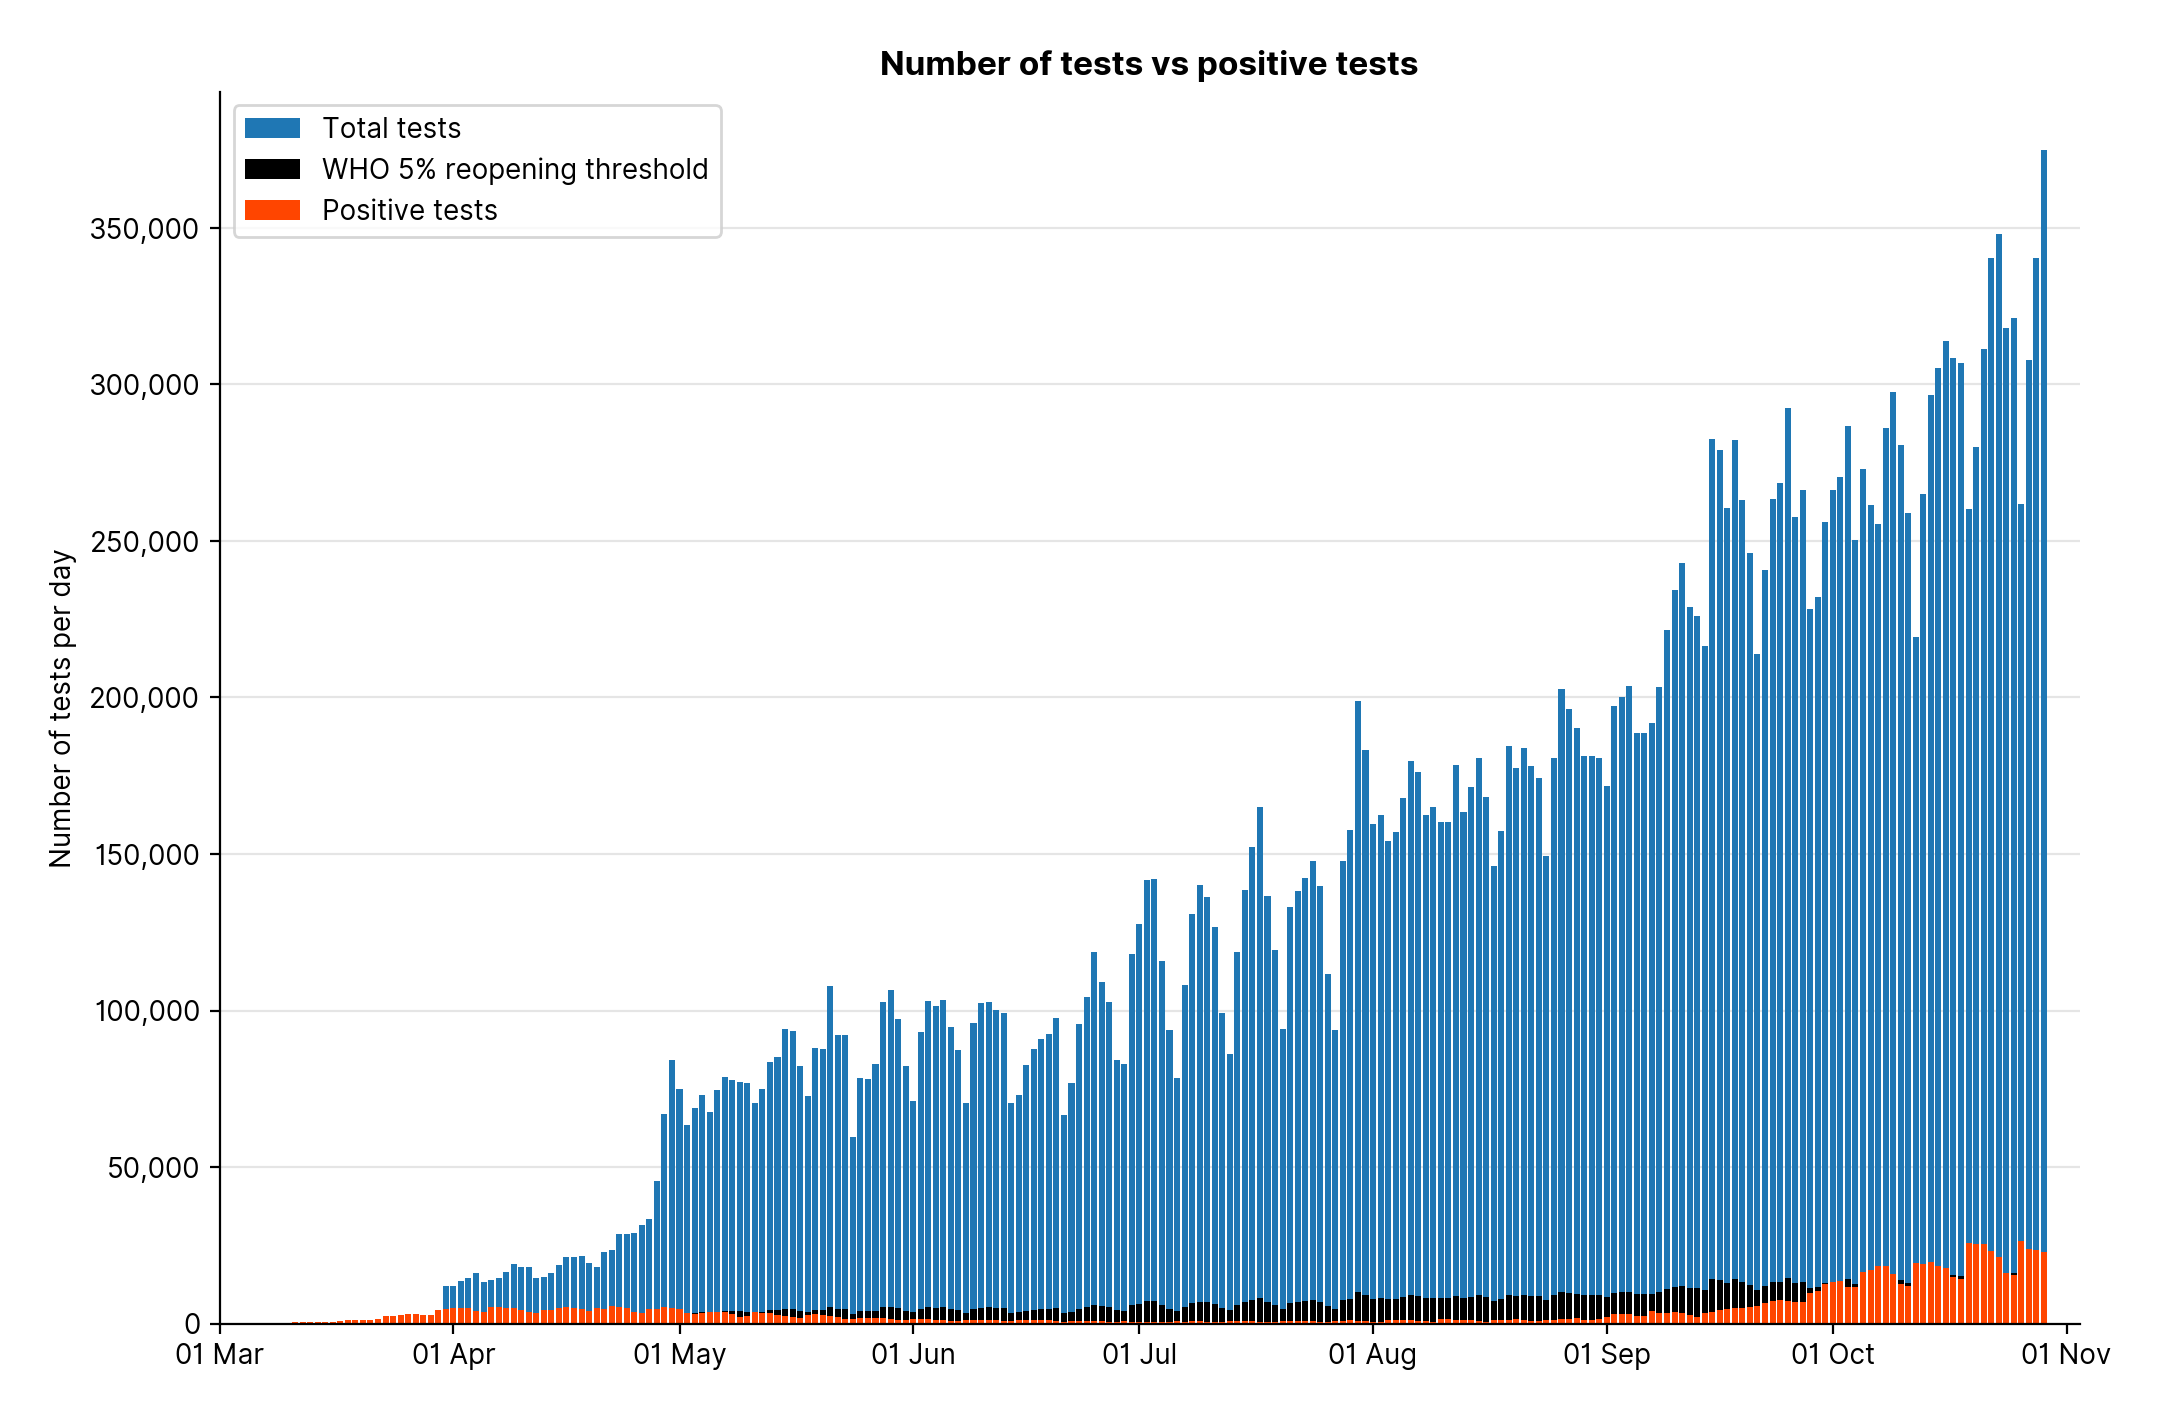 Number of tests vs positive tests
Total tests
WHO 5% reopening threshold
Positive tests
Number of tests per day
350,000
300,000
250,000
200,000
150,000
100,000
50,000
0
01 Mar
01 Apr
01 May
01 Jun
01 Jul
01 Aug
01 Sep
01 Oct
01 Nov